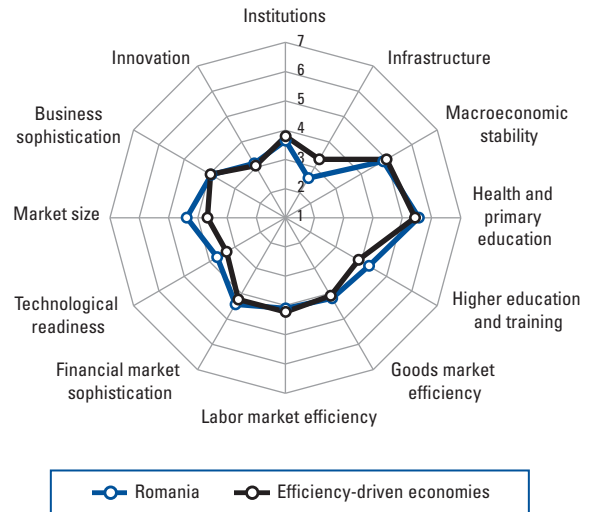 Institutions
7
6
5
4
3
2
1
Infrastructure
Macroeconomic
stability
Health and
primary
education
Higher education
and training
Goods market
efficiency
Labor market efficiency
Financial market
sophistication
Technological
readiness
Market size
Business
sophistication
Innovation
Romania
Efficiency-driven economies